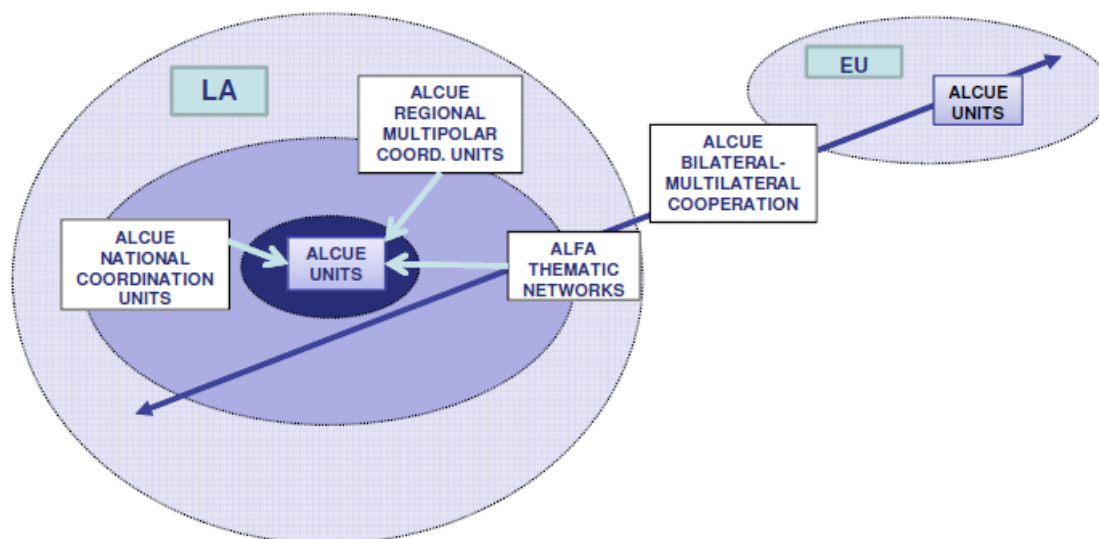 LA
ALCUE
REGIONAL
MULTIPOLAR
COORD. UNITS
EU
ALCUE
UNITS
ALCUE
BILATERAL-
MULTILATERAL
COOPERATION
ALCUE
NATIONAL
COORDINATION
UNITS
ALCUE
UNITS
ALFA
THEMATIC
NETWORKS